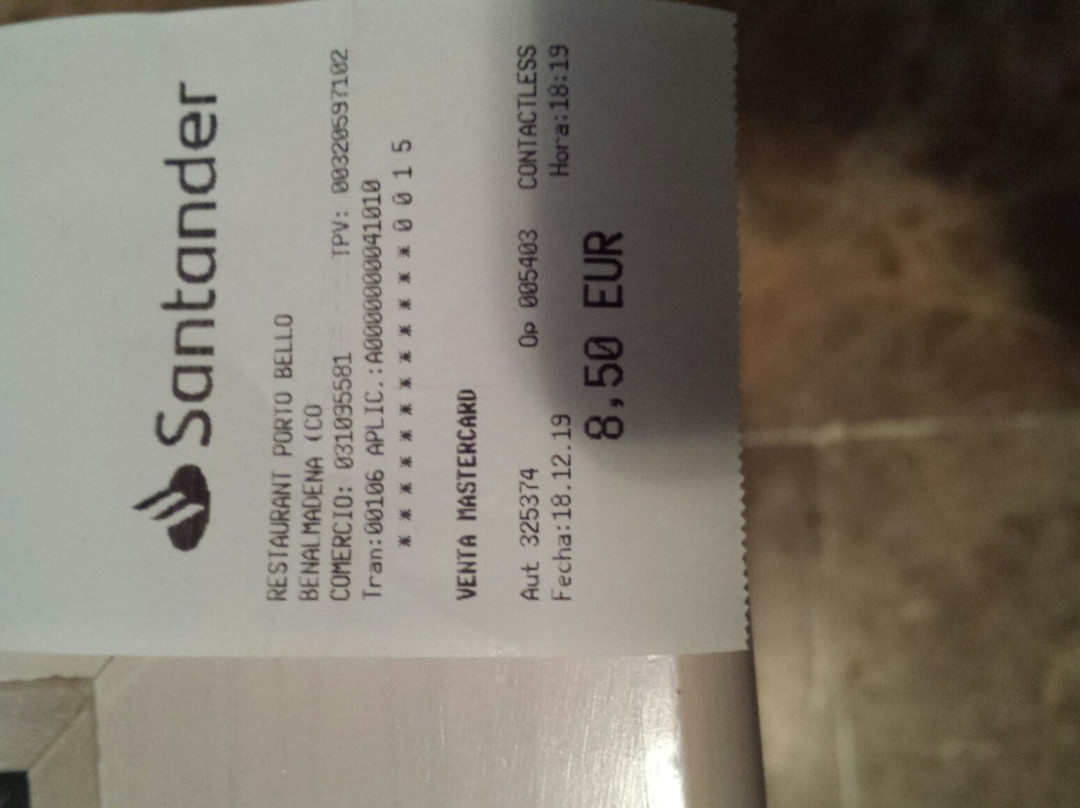 Santander
RESTAURANT PORTO BELLO
BENALMADENA (CO
COMERCIO: 031035581 TPV: 00320597102
Tran:00106 APLIC.:A0000000041010
* * * * * * * * * * * * 0 0 1 5
VENTA MASTERCARD
Aut 325374 Op 005403 CONTACTLESS
Fecha:18.12.19 Hora:18:19
8,50 EUR